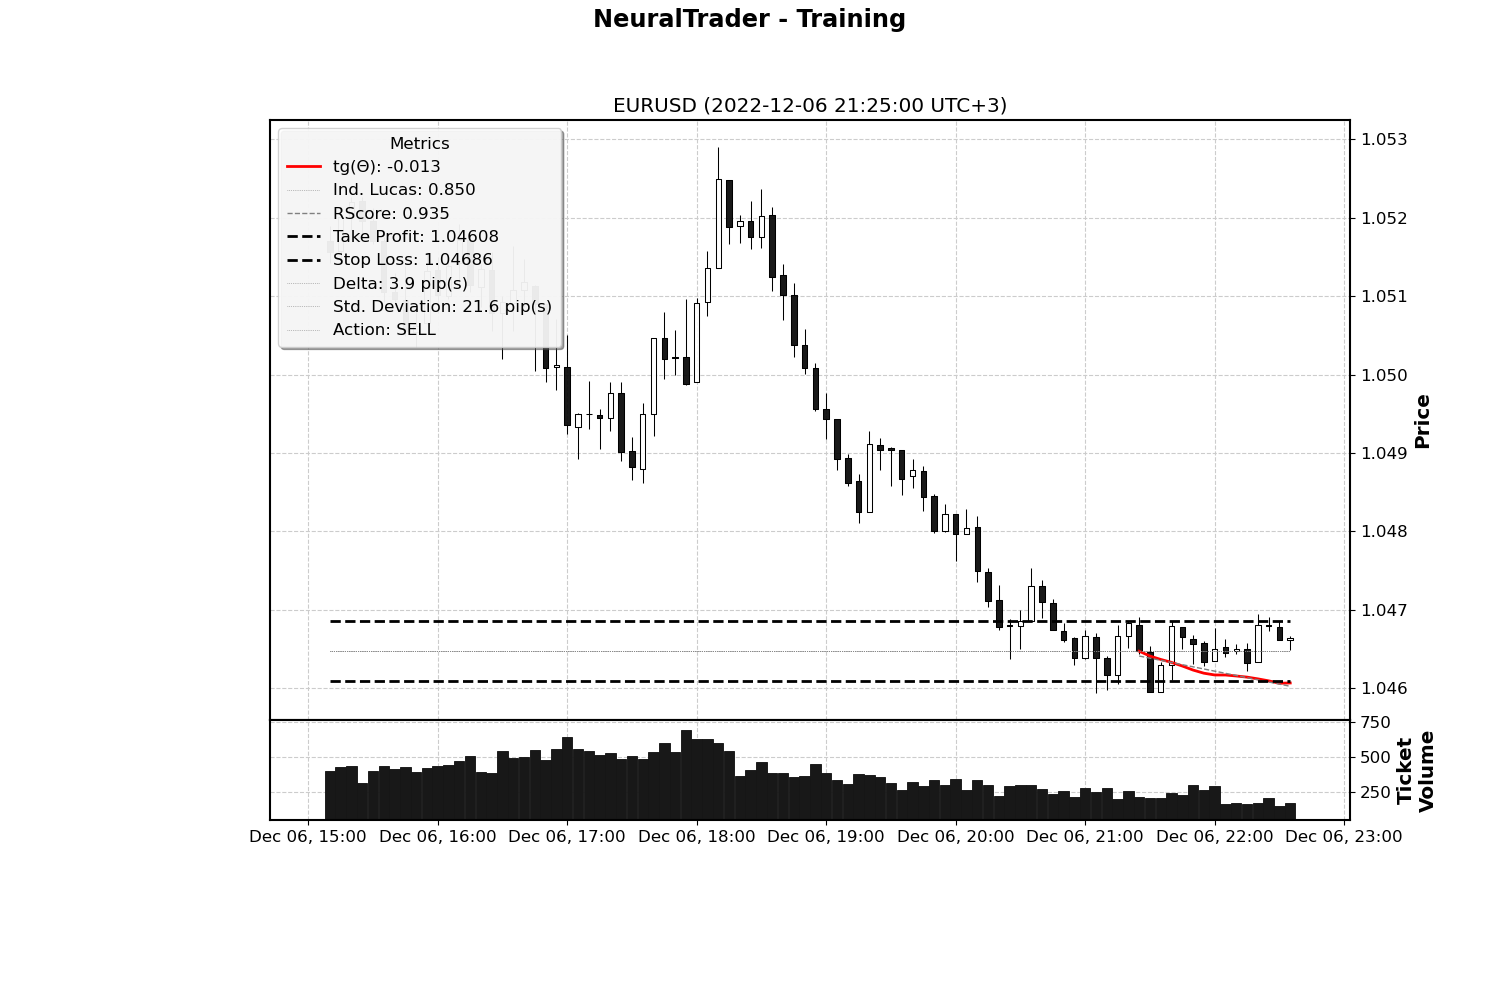 NeuralTrader - Training
EURUSD (2022-12-06 21:25:00 UTC+3)
Metrics
tg(Θ): -0.013
Ind. Lucas: 0.850
RScore: 0.935
Take Profit: 1.04608
Stop Loss: 1.04686
Delta: 3.9 pip(s)
Std. Deviation: 21.6 pip(s)
Action: SELL
1.053
1.052
1.051
1.050
1.049
1.048
1.047
1.046
Price
750
500
250
Ticket
Volume
Dec 06, 15:00
Dec 06, 16:00
Dec 06, 17:00
Dec 06, 18:00
Dec 06, 19:00
Dec 06, 20:00
Dec 06, 21:00
Dec 06, 22:00
Dec 06, 23:00